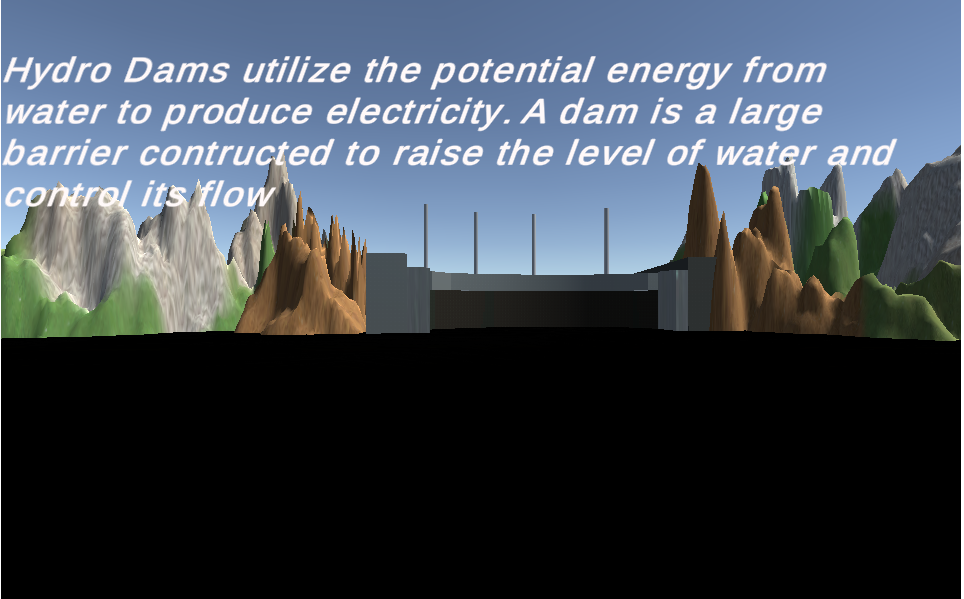 Hydro Dams utilize the potential energy from
water to produce electricity. A dam is a large
barrier contructed to raise the level of water and
control its flow